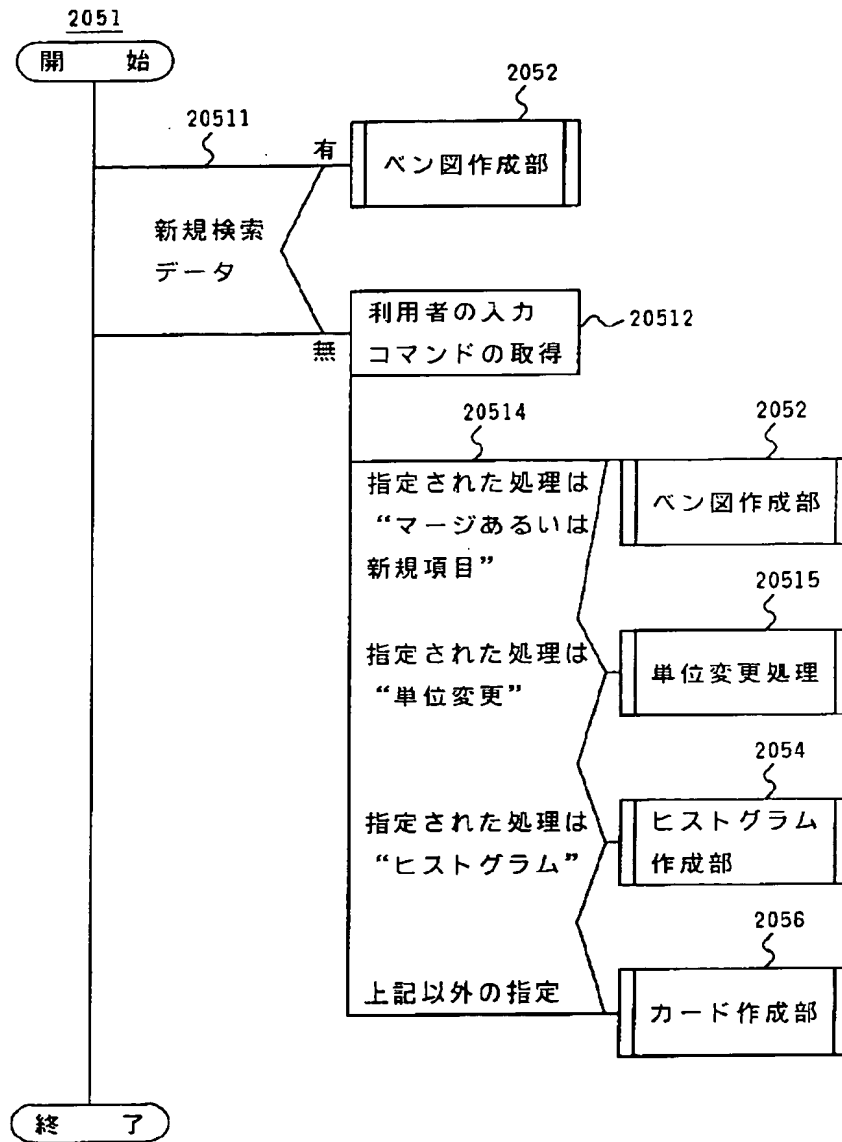 2051
開 始
20511
2052
有
ベン図作成部
新規検索
データ
利用者の入力
コマンドの取得
20512
無
20514
2052
指定された処理は
“マージあるいは
新規項目”
ベン図作成部
20515
指定された処理は
“単位変更”
単位変更処理
2054
指定された処理は
“ヒストグラム”
ヒストグラム
作成部
2056
上記以外の指定
カード作成部
終 了